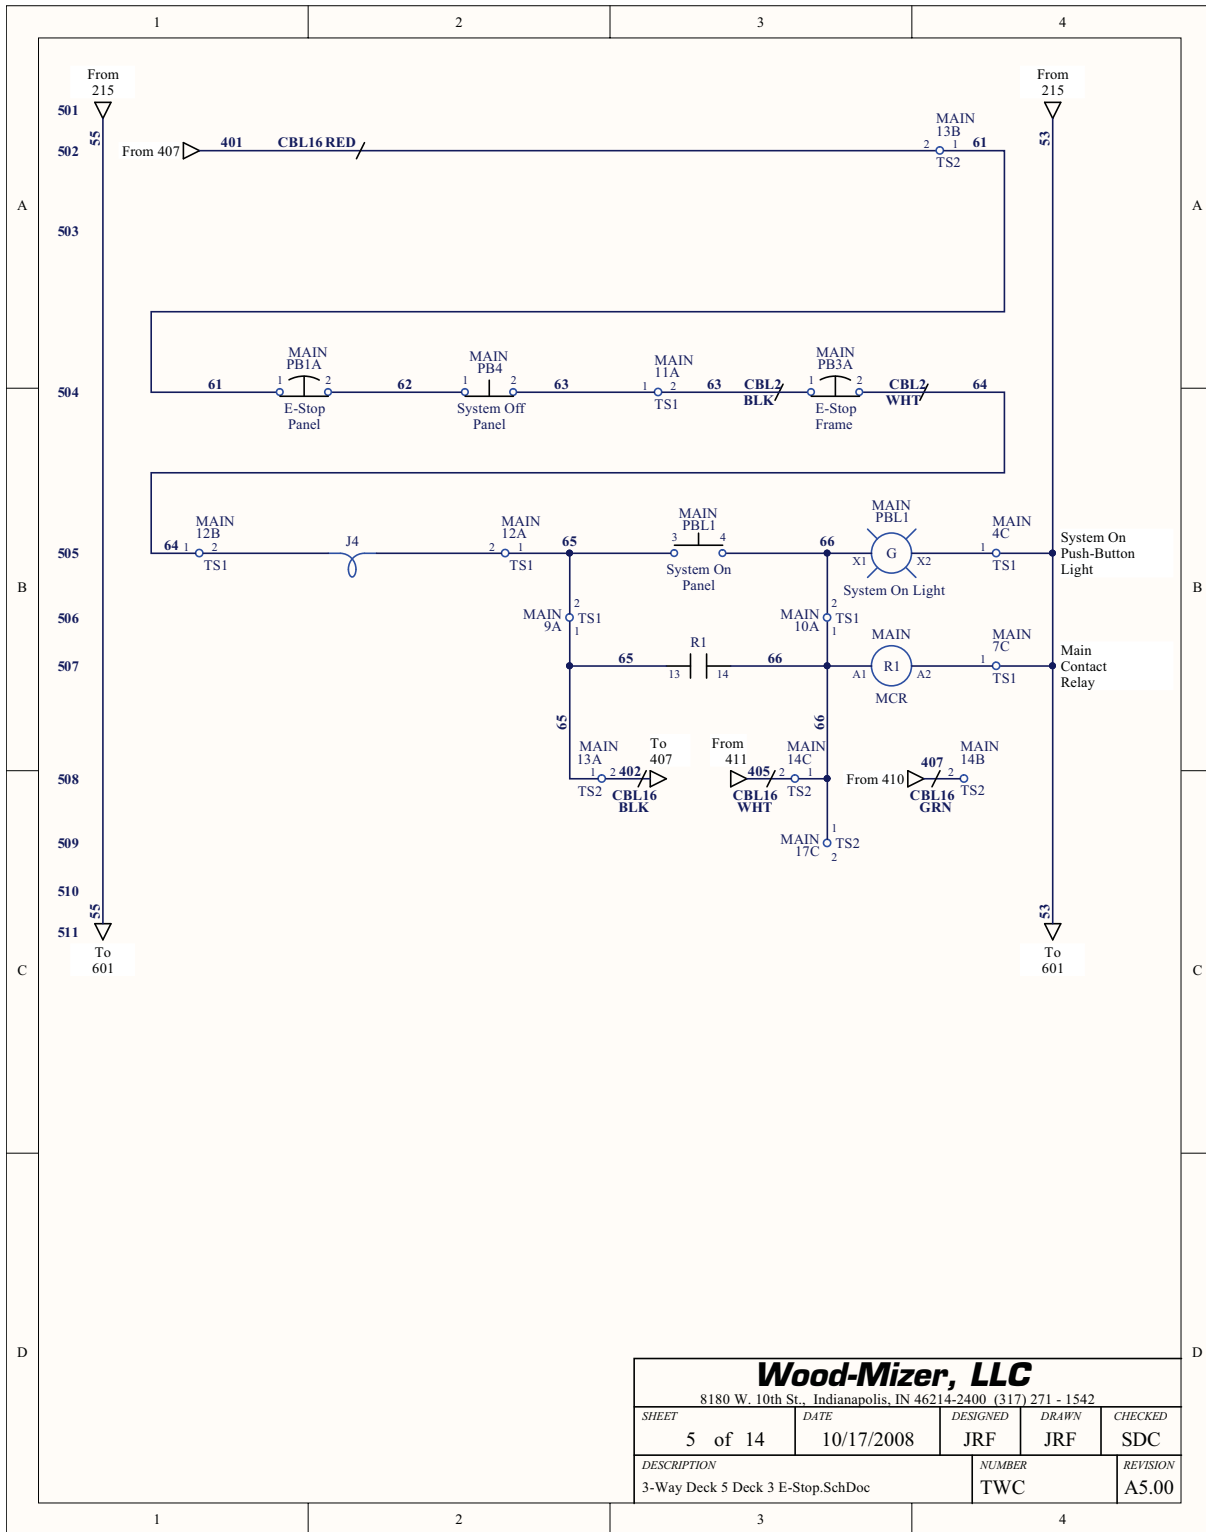 1 2 3 4
From
215
From
215
501
55
53
MAIN
13B
502
From 407
401
CBL16 RED
2 1
61
TS2
A
A
503
MAIN
PB1A
MAIN
PB4
MAIN
11A
MAIN
PB3A
504
61
1 2
62
1 2
63
1 2
63
CBL2
BLK
1 2
CBL2
WHT
64
E-Stop
Panel
System Off
Panel
TS1
E-Stop
Frame
MAIN
12B
J4
MAIN
12A
MAIN
PBL1
MAIN
PBL1
MAIN
4C
505
64
1 2
TS1
2 1
TS1
65
3 4
System On
Panel
66
X1
G
X2
System On Light
1
TS1
System On
Push-Button
Light
B
B
506
MAIN
9A
2
TS1
1
MAIN
10A
2
TS1
1
507
65
R1
13 14
66
MAIN
A1
R1
A2
MCR
MAIN
7C
1
TS1
Main
Contact
Relay
65
66
508
MAIN
13A
1 2
TS2
402
CBL16
BLK
To
407
From
411
405
CBL16
WHT
MAIN
14C
2 1
TS2
From 410
407
CBL16
GRN
MAIN
14B
2
TS2
509
MAIN
17C
1
TS2
2
510
55
53
511
To
601
To
601
C
C
D
D
Wood-Mizer, LLC
8180 W. 10th St., Indianapolis, IN 46214-2400 (317) 271 - 1542
SHEET DATE DESIGNED DRAWN CHECKED
5 of 14 10/17/2008 JRF JRF SDC
DESCRIPTION NUMBER REVISION
3-Way Deck 5 Deck 3 E-Stop.SchDoc TWC A5.00
1 2 3 4